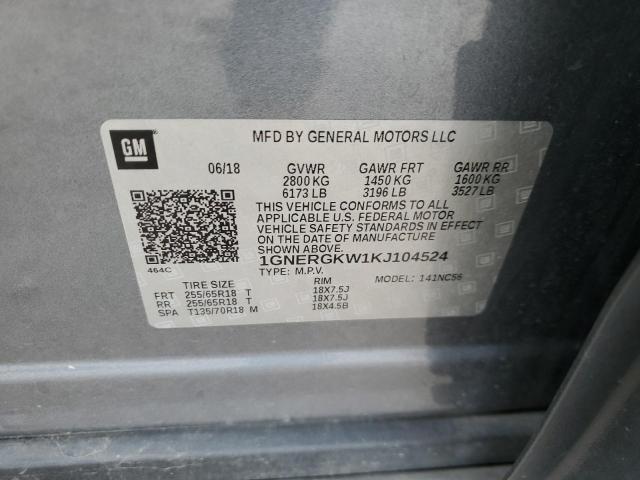 GM
MFD BY GENERAL MOTORS LLC
06/18 GVWR GAWR FRT GAWR RR
2800 KG 1450 KG 1600 KG
6173 LB 3196 LB 3527 LB
THIS VEHICLE CONFORMS TO ALL
APPLICABLE U.S. FEDERAL MOTOR
VEHICLE SAFETY STANDARDS IN EFFECT
ON THE DATE OF MANUFACTURE
SHOWN ABOVE.
1GNERGKW1KJ104524
464C
TYPE: M.P.V. MODEL: 141NC56
TIRE SIZE RIM
FRT 255/65R18 T 18X7.5J
RR 255/65R18 T 18X7.5J
SPA T135/70R18 M 18X4.5B